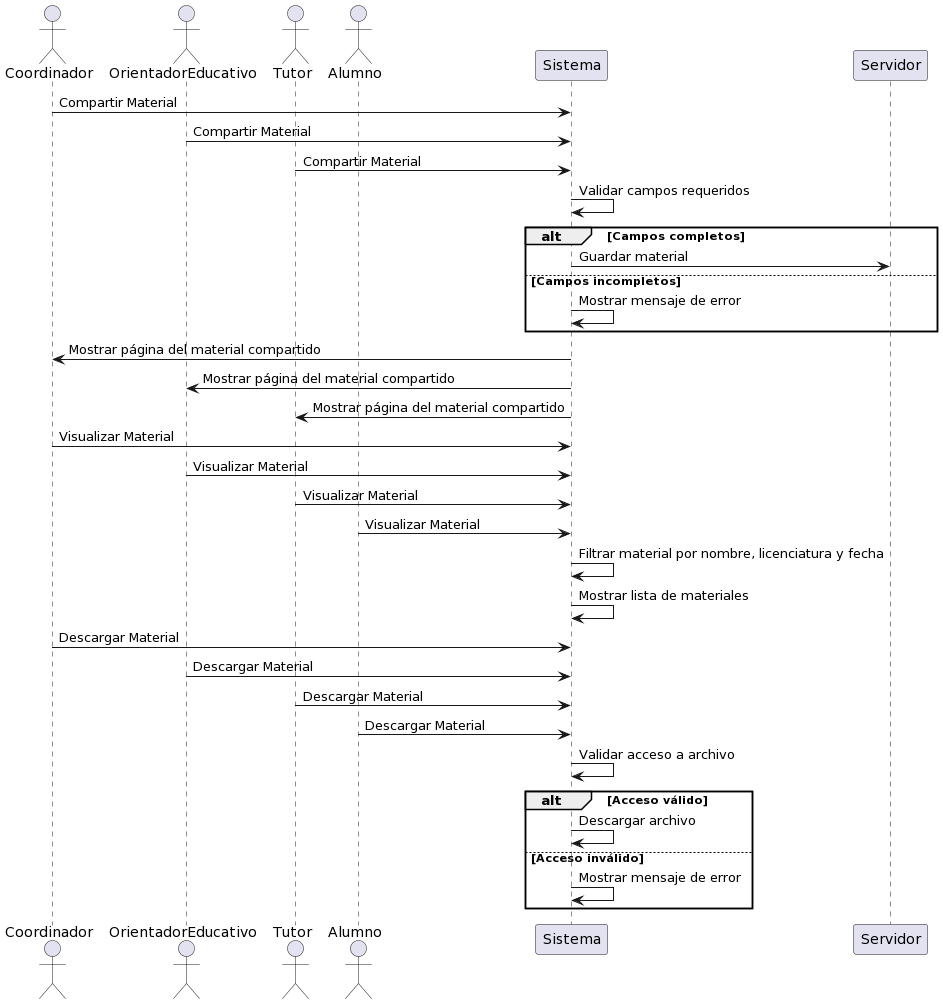 Coordinador
OrientadorEducativo
Tutor
Alumno
Sistema
Servidor
Compartir Material
Compartir Material
Compartir Material
Validar campos requeridos
alt [Campos completos]
Guardar material
[Campos incompletos]
Mostrar mensaje de error
Mostrar página del material compartido
Mostrar página del material compartido
Mostrar página del material compartido
Visualizar Material
Visualizar Material
Visualizar Material
Visualizar Material
Filtrar material por nombre, licenciatura y fecha
Mostrar lista de materiales
Descargar Material
Descargar Material
Descargar Material
Descargar Material
Validar acceso a archivo
alt [Acceso válido]
Descargar archivo
[Acceso inválido]
Mostrar mensaje de error
Coordinador
OrientadorEducativo
Tutor
Alumno
Sistema
Servidor